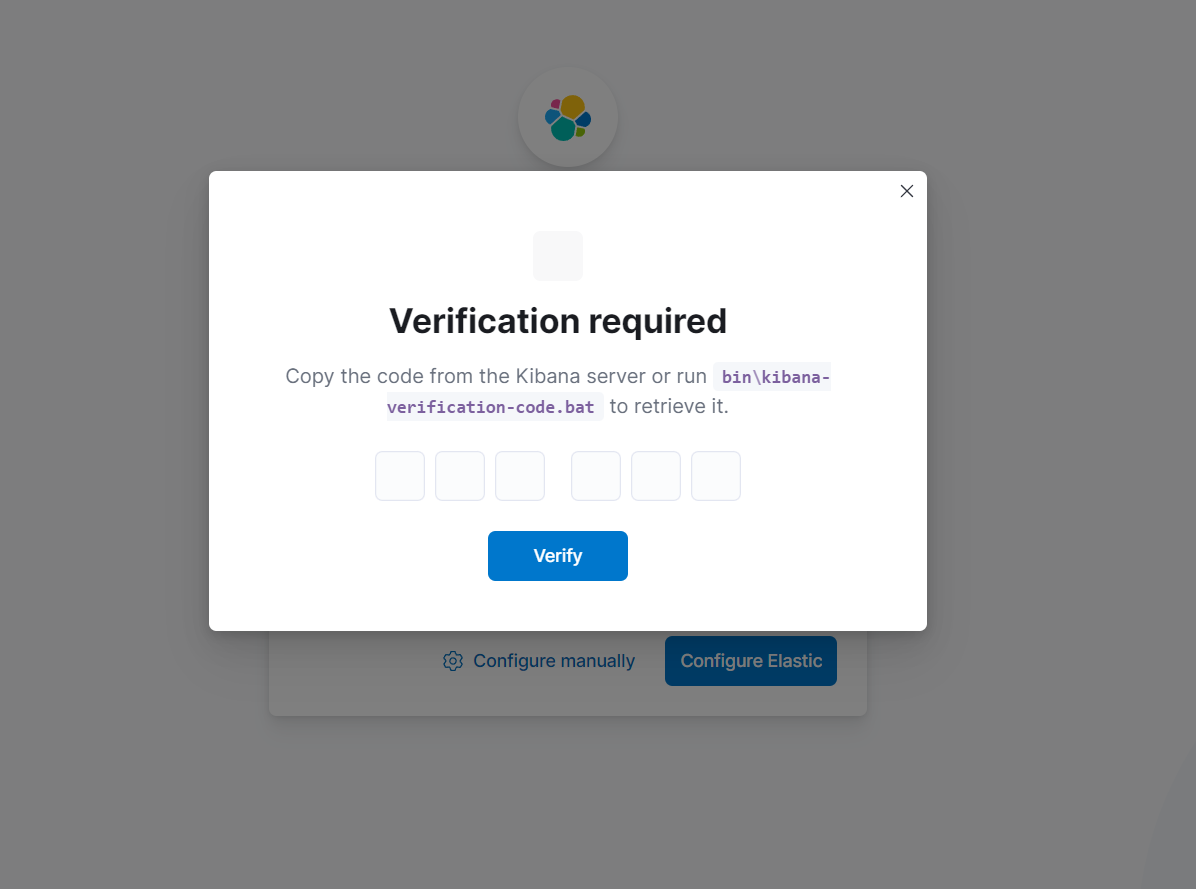 Verification required
Copy the code from the Kibana server or run bin\kibana-
verification-code.bat to retrieve it.
Verify
Configure manually
Configure Elastic